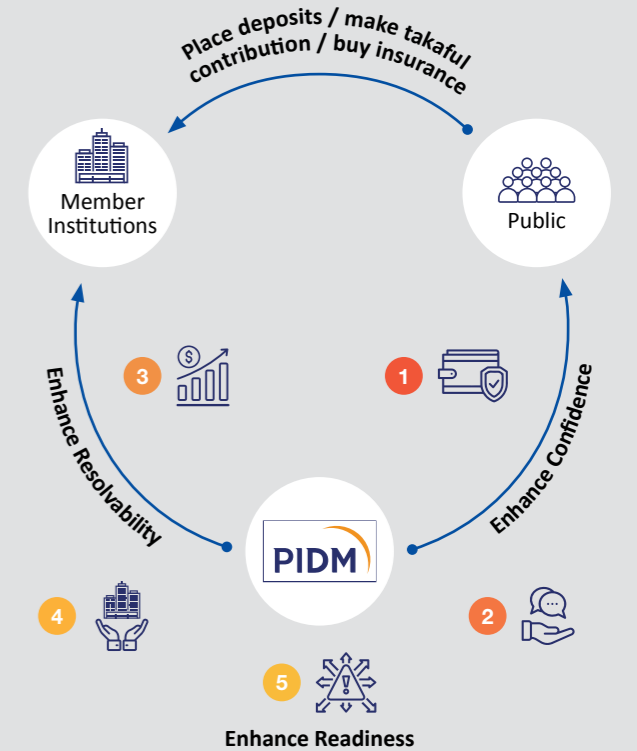 Place deposits / make takaful
contribution / buy insurance
Member
Institutions
Public
3
1
Enhance Resolvability
Enhance Confidence
PIDM
4
2
5
Enhance Readiness